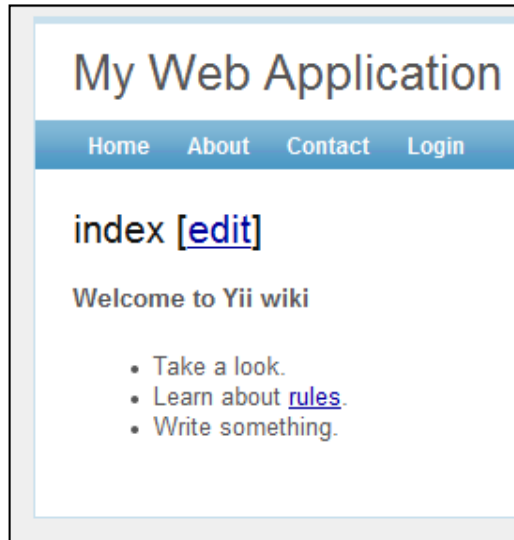 My Web Application
Home About Contact Login
index [edit]
Welcome to Yii wiki
• Take a look.
• Learn about rules.
• Write something.